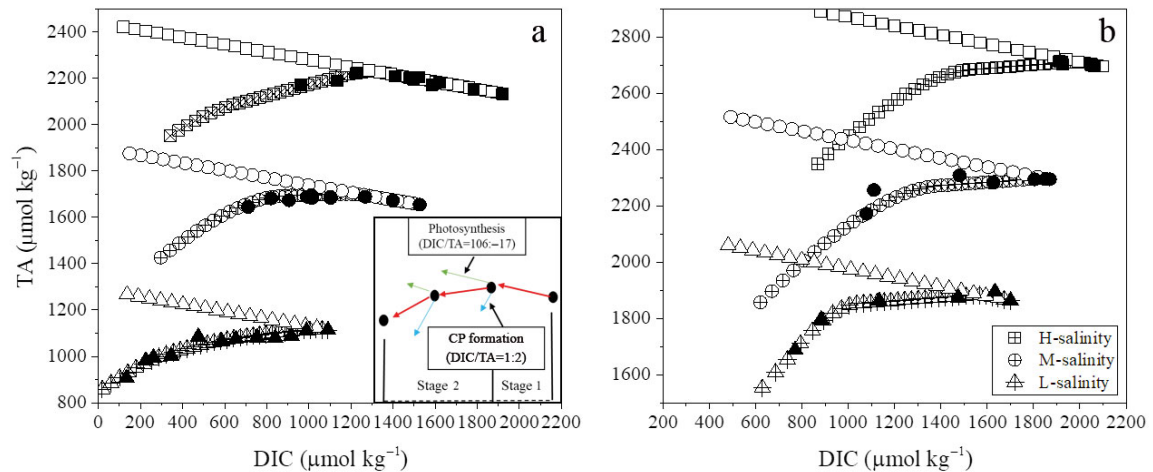 a
b
TA (μmol kg⁻¹)
2400
2200
2000
1800
1600
1400
1200
1000
800
0 200 400 600 800 1000 1200 1400 1600 1800 2000 2200
DIC (μmol kg⁻¹)
Photosynthesis
(DIC/TA=106:−17)
CP formation
(DIC/TA=1:2)
Stage 2
Stage 1
2800
2600
2400
2200
2000
1800
1600
200 400 600 800 1000 1200 1400 1600 1800 2000 2200
DIC (μmol kg⁻¹)
H-salinity
M-salinity
L-salinity